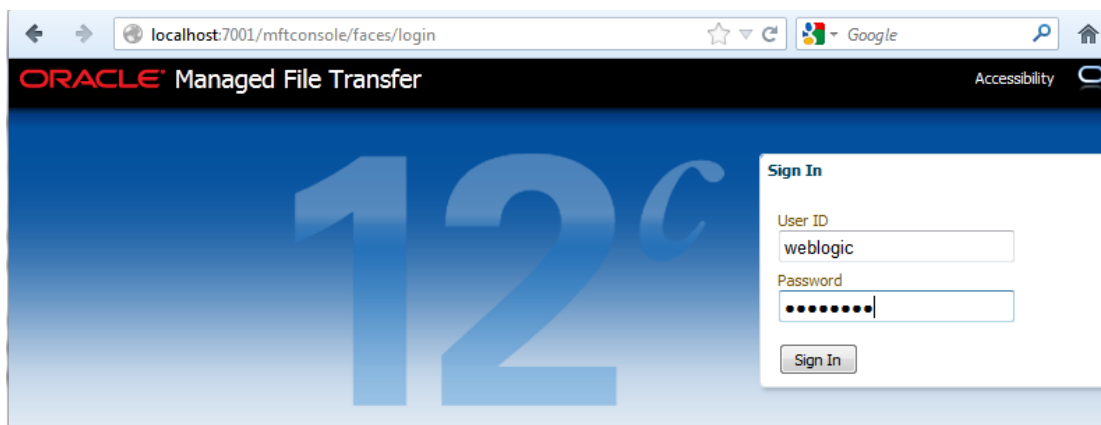 localhost:7001/mftconsole/faces/login
Google
ORACLE Managed File Transfer
Accessibility
12c
Sign In
User ID
weblogic
Password
••••••••
Sign In